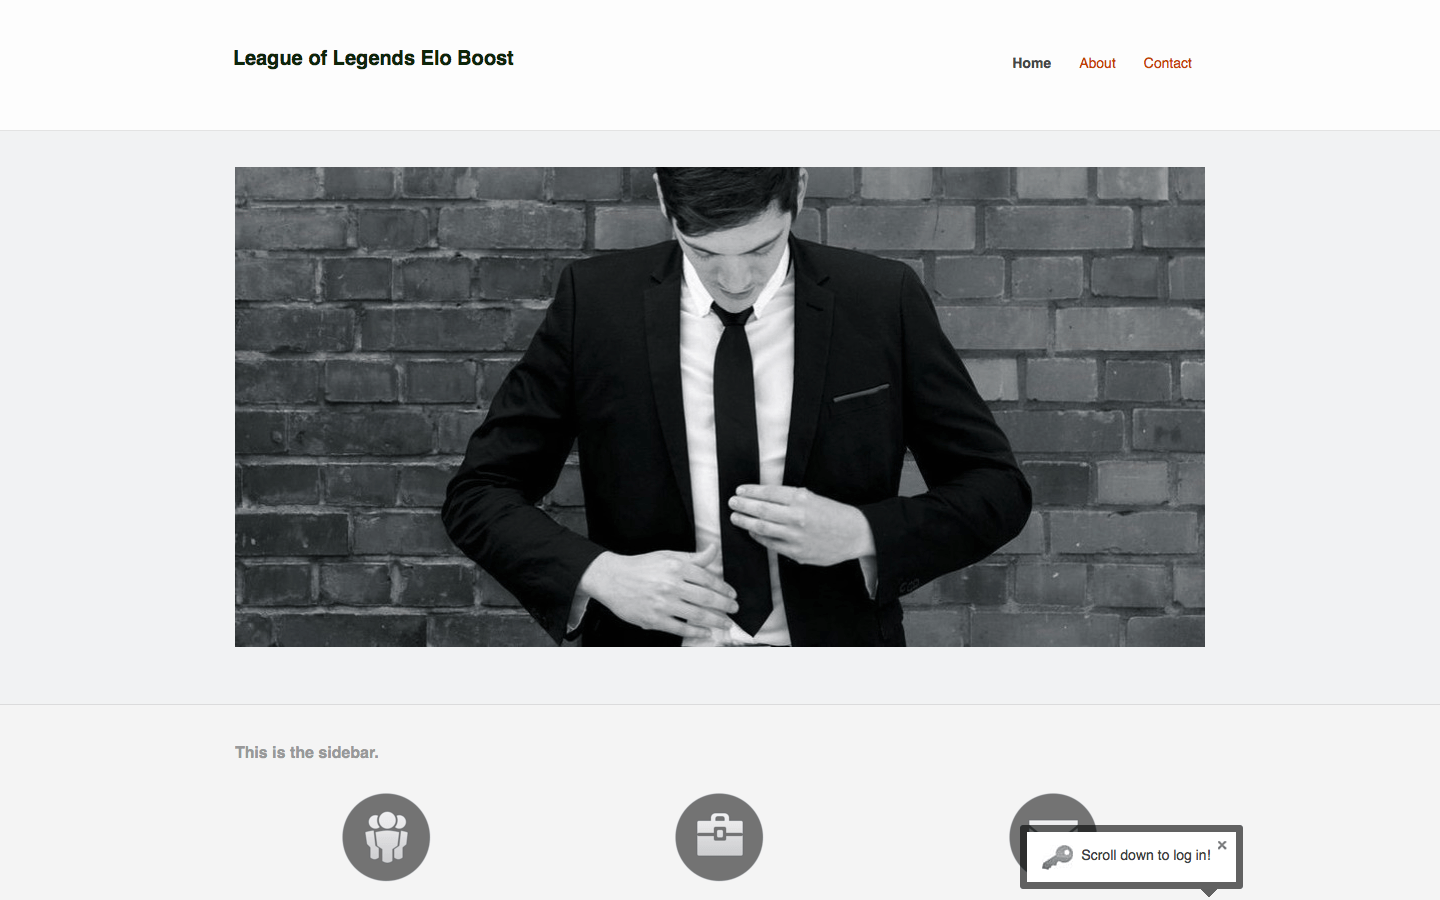 League of Legends Elo Boost
Home About Contact
This is the sidebar.
Scroll down to log in!